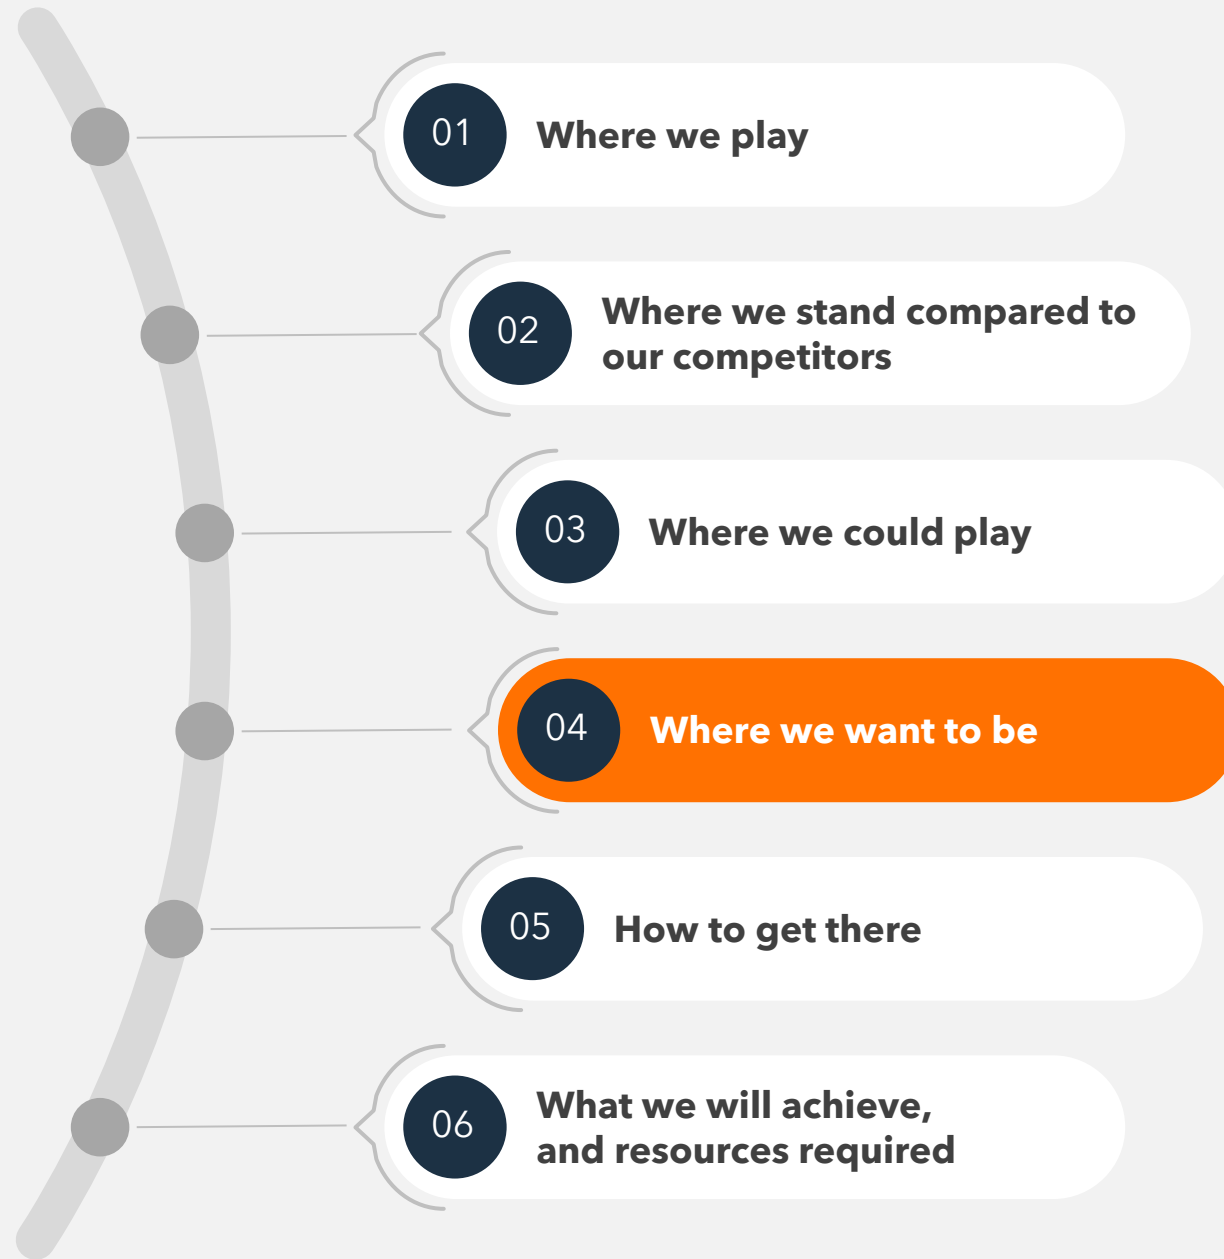 01
Where we play
02
Where we stand compared to
our competitors
03
Where we could play
04
Where we want to be
05
How to get there
06
What we will achieve,
and resources required